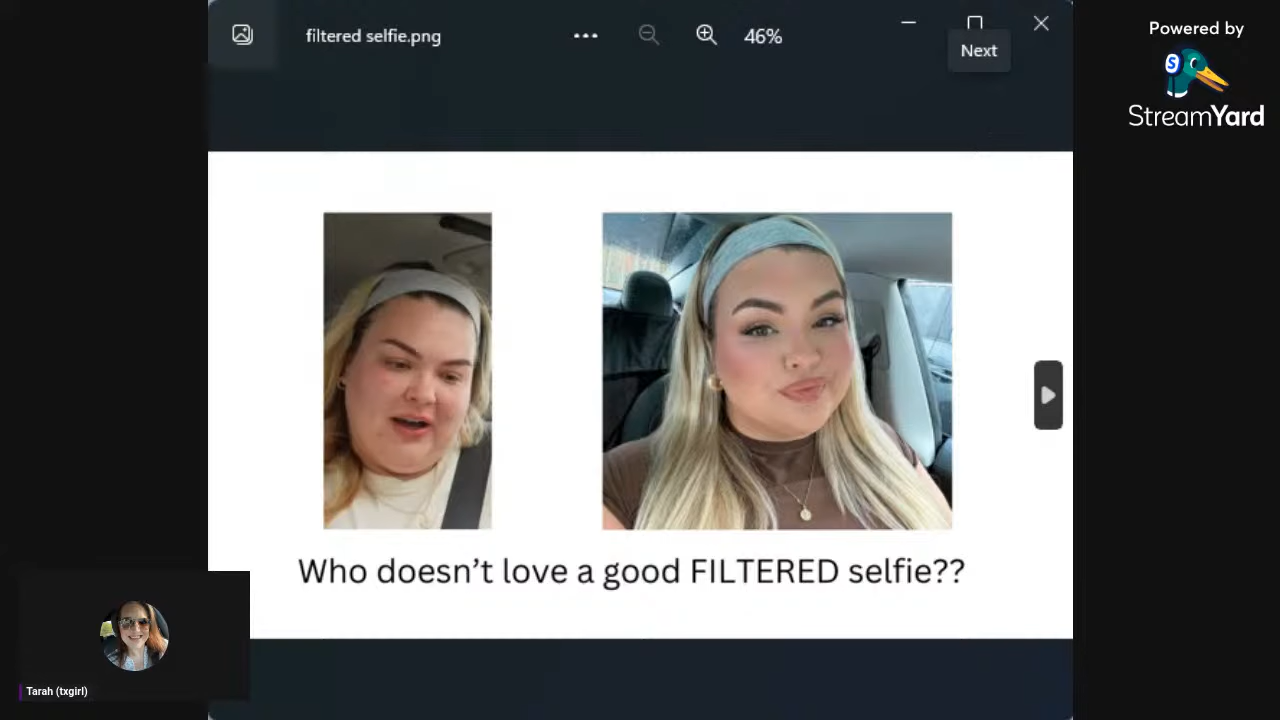 filtered selfie.png
46%
Next
Powered by
StreamYard
Who doesn't love a good FILTERED selfie??
Tarah (txgirl)